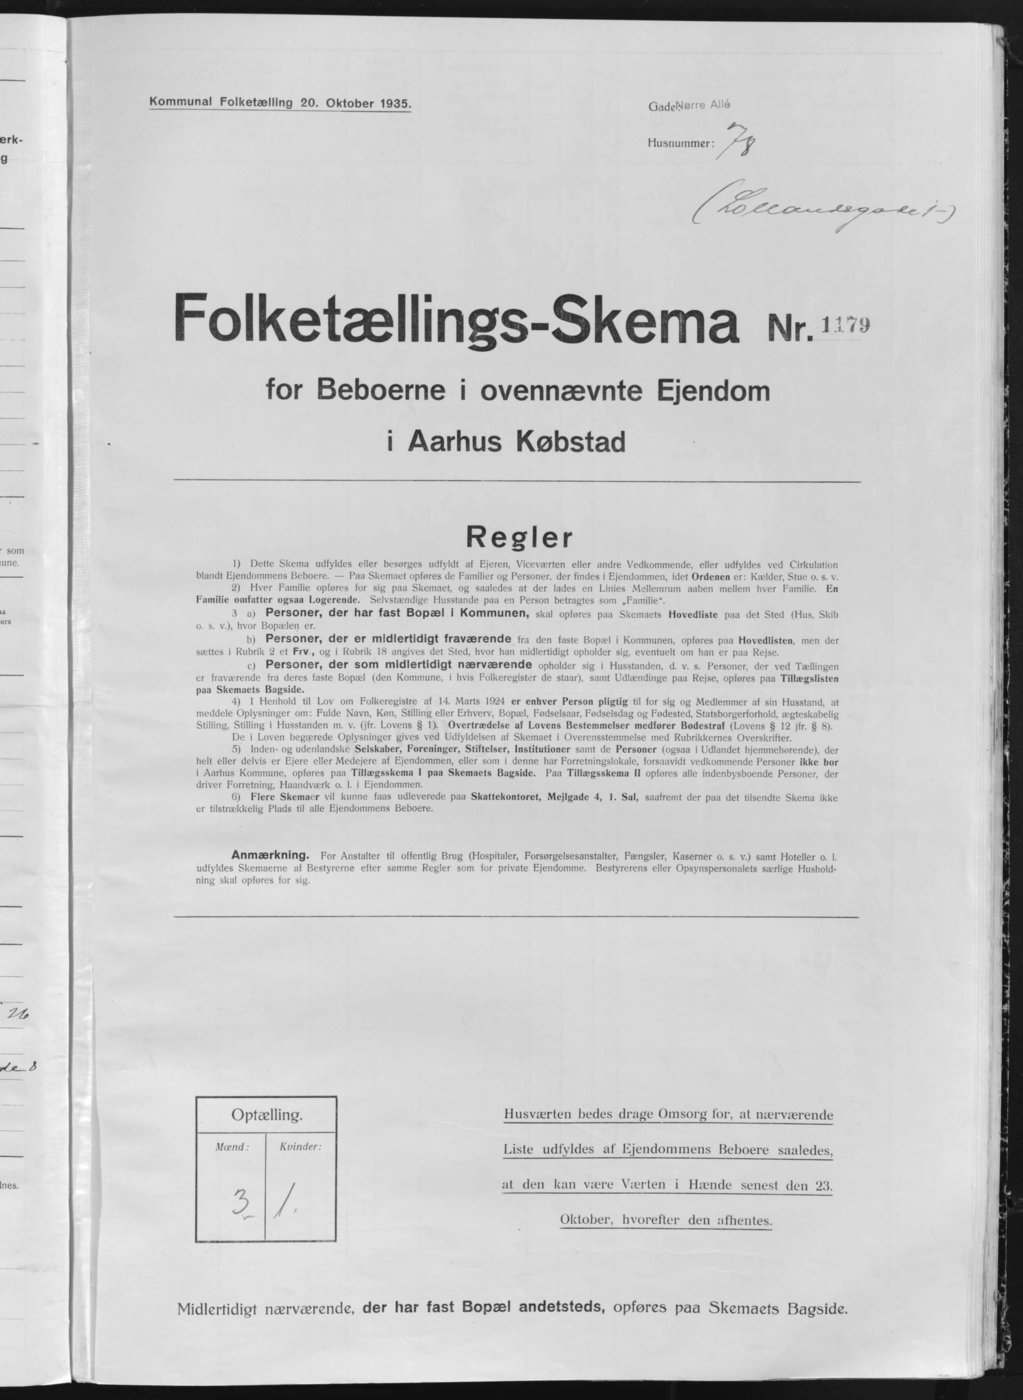 Kommunal Folketælling 20. Oktober 1935.
Gade: Nørre Allé
Husnummer: 78
(Lollandsgade 1-)
Folketællings-Skema Nr. 1179
for Beboerne i ovennævnte Ejendom
i Aarhus Købstad
Regler
1) Dette Skema udfyldes eller besørges udfyldt af Ejeren, Viceværten eller andre Vedkommende, eller udfyldes ved Cirkulation
blandt Ejendommens Beboere. — Paa Skemaet opføres de Familier og Personer, der findes i Ejendommen, idet Ordenen er: Kælder, Stue o. s. v.
2) Hver Familie opføres for sig paa Skemaet, og saaledes at der lades en Linies Mellemrum aaben mellem hver Familie. En
Familie omfatter ogsaa Logerende. Selvstændige Husstande paa en Person betragtes som „Familie“.
3 a) Personer, der har fast Bopæl i Kommunen, skal opføres paa Skemaets Hovedliste paa det Sted (Hus, Skib
o. s. v.), hvor Bopælen er.
b) Personer, der er midlertidigt fraværende fra den faste Bopæl i Kommunen, opføres paa Hovedlisten, men der
sættes i Rubrik 2 et Frv., og i Rubrik 18 angives det Sted, hvor han midlertidigt opholder sig, eventuelt om han er paa Rejse.
c) Personer, der som midlertidigt nærværende opholder sig i Husstanden, d. v. s. Personer, der ved Tællingen
er fraværende fra deres faste Bopæl (den Kommune, i hvis Folkeregister de staar), samt Udlændinge paa Rejse, opføres paa Tillægslisten
paa Skemaets Bagside.
4) I Henhold til Lov om Folkeregistre af 14. Marts 1924 er enhver Person pligtig til for sig og Medlemmer af sin Husstand, at
meddele Oplysninger om: Fulde Navn, Køn, Stilling eller Erhverv, Bopæl, Fødselsaar, Fødselsdag og Fødested, Statsborgerforhold, ægteskabelig
Stilling, Stilling i Husstanden m. v. (jfr. Lovens § 1). Overtrædelse af Lovens Bestemmelser medfører Bødestraf (Lovens § 12 jfr. § 8).
De i Loven begærede Oplysninger gives ved Udfyldelsen af Skemaet i Overensstemmelse med Rubrikkernes Overskrifter.
5) Inden- og udenlandske Selskaber, Foreninger, Stiftelser, Institutioner samt de Personer (ogsaa i Udlandet hjemmehørende), der
helt eller delvis er Ejere eller Medejere af Ejendommen, eller som i denne har Forretningslokale, forsaavidt vedkommende Personer ikke bor
i Aarhus Kommune, opføres paa Tillægsskema I paa Skemaets Bagside. Paa Tillægsskema II opføres alle indenbysboende Personer, der
driver Forretning, Haandværk o. l. i Ejendommen.
6) Flere Skemaer vil kunne faas udleverede paa Skattekontoret, Mejlgade 4, 1. Sal, saafremt der paa det tilsendte Skema ikke
er tilstrækkelig Plads til alle Ejendommens Beboere.
Anmærkning. For Anstalter til offentlig Brug (Hospitaler, Forsørgelsesanstalter, Fængsler, Kaserner o. s. v.) samt Hoteller o. l.
udfyldes Skemaerne af Bestyrerne efter samme Regler som for private Ejendomme. Bestyrerens eller Opsynspersonalets særlige Hushold-
ning skal opføres for sig.
Optælling.
Mænd: Kvinder:
3 1.
Husværten bedes drage Omsorg for, at nærværende
Liste udfyldes af Ejendommens Beboere saaledes,
at den kan være Værten i Hænde senest den 23.
Oktober, hvorefter den afhentes.
Midlertidigt nærværende, der har fast Bopæl andetsteds, opføres paa Skemaets Bagside.